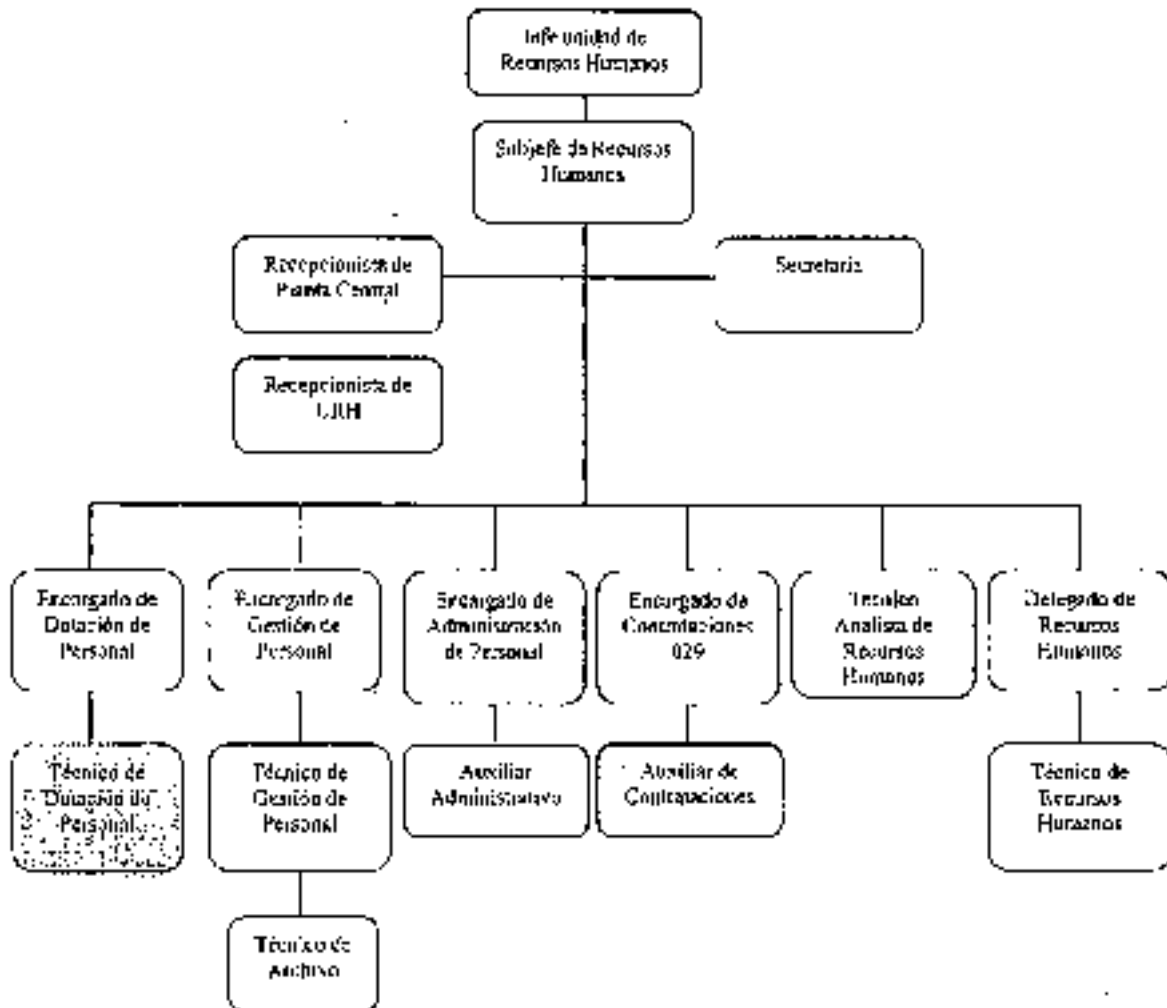 Jefe unidad de
Recursos Humanos
Subjefe de Recursos
Humanos
Recepcionista de
Planta Central
Secretaria
Recepcionista de
URH
Encargado de
Dotación de
Personal
Encargado de
Gestión de
Personal
Encargado de
Administración
de Personal
Encargado de
Contrataciones
029
Técnico
Analista de
Recursos
Humanos
Delegado de
Recursos
Humanos
Técnico de
Dotación de
Personal
Técnico de
Gestión de
Personal
Auxiliar
Administrativo
Auxiliar de
Contrataciones
Técnico de
Recursos
Humanos
Técnico de
Archivo